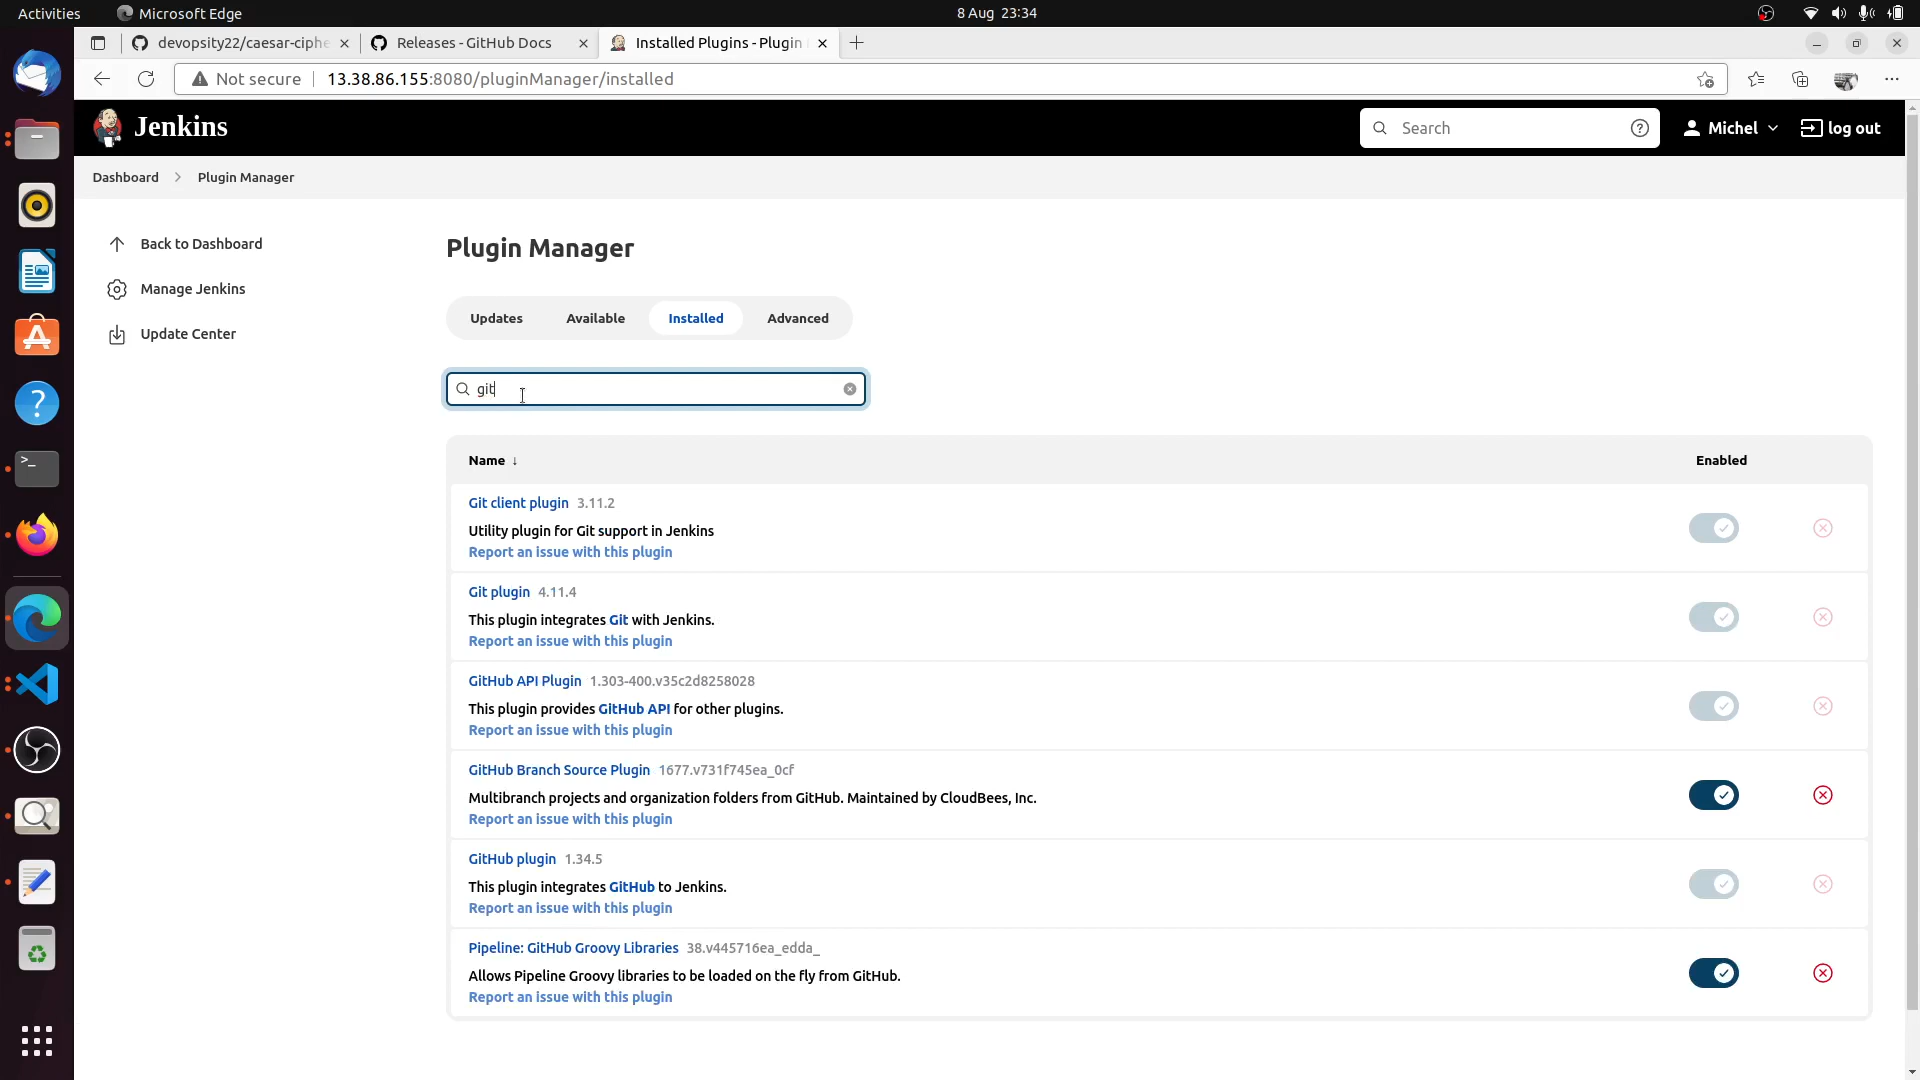 Activities
Microsoft Edge
8 Aug 23:34
devopsity22/caesar-ciphe
Releases - GitHub Docs
Installed Plugins - Plugin
Not secure
13.38.86.155:8080/pluginManager/installed
Jenkins
Search
Michel
log out
Dashboard
Plugin Manager
Back to Dashboard
Manage Jenkins
Update Center
Plugin Manager
Updates
Available
Installed
Advanced
git
Name ↓
Enabled
Git client plugin 3.11.2
Utility plugin for Git support in Jenkins
Report an issue with this plugin
Git plugin 4.11.4
This plugin integrates Git with Jenkins.
Report an issue with this plugin
GitHub API Plugin 1.303-400.v35c2d8258028
This plugin provides GitHub API for other plugins.
Report an issue with this plugin
GitHub Branch Source Plugin 1677.v731f745ea_0cf
Multibranch projects and organization folders from GitHub. Maintained by CloudBees, Inc.
Report an issue with this plugin
GitHub plugin 1.34.5
This plugin integrates GitHub to Jenkins.
Report an issue with this plugin
Pipeline: GitHub Groovy Libraries 38.v445716ea_edda_
Allows Pipeline Groovy libraries to be loaded on the fly from GitHub.
Report an issue with this plugin